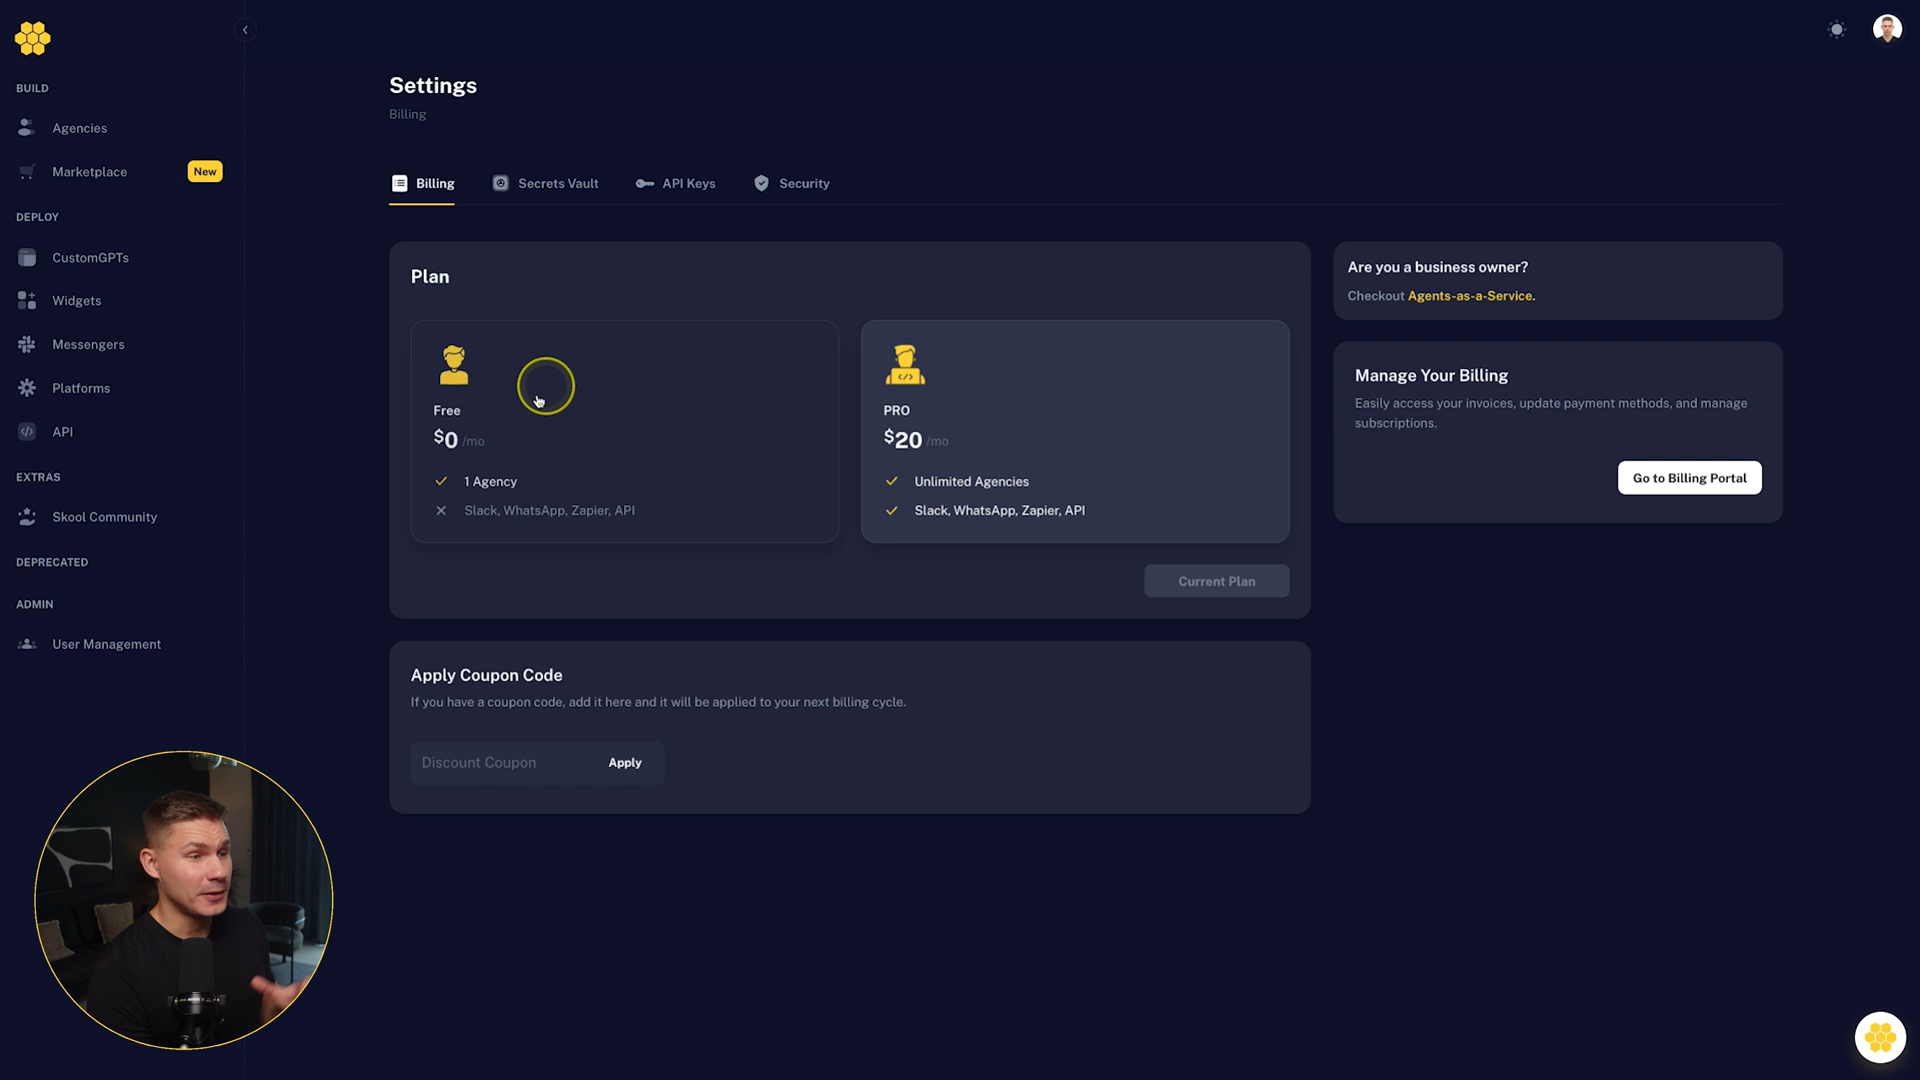 BUILD
Agencies
Marketplace
New
DEPLOY
CustomGPTs
Widgets
Messengers
Platforms
API
EXTRAS
Skool Community
DEPRECATED
ADMIN
User Management
Settings
Billing
Billing
Secrets Vault
API Keys
Security
Plan
Free
$0 /mo
1 Agency
Slack, WhatsApp, Zapier, API
PRO
$20 /mo
Unlimited Agencies
Slack, WhatsApp, Zapier, API
Current Plan
Apply Coupon Code
If you have a coupon code, add it here and it will be applied to your next billing cycle.
Discount Coupon
Apply
Are you a business owner?
Checkout Agents-as-a-Service.
Manage Your Billing
Easily access your invoices, update payment methods, and manage
subscriptions.
Go to Billing Portal